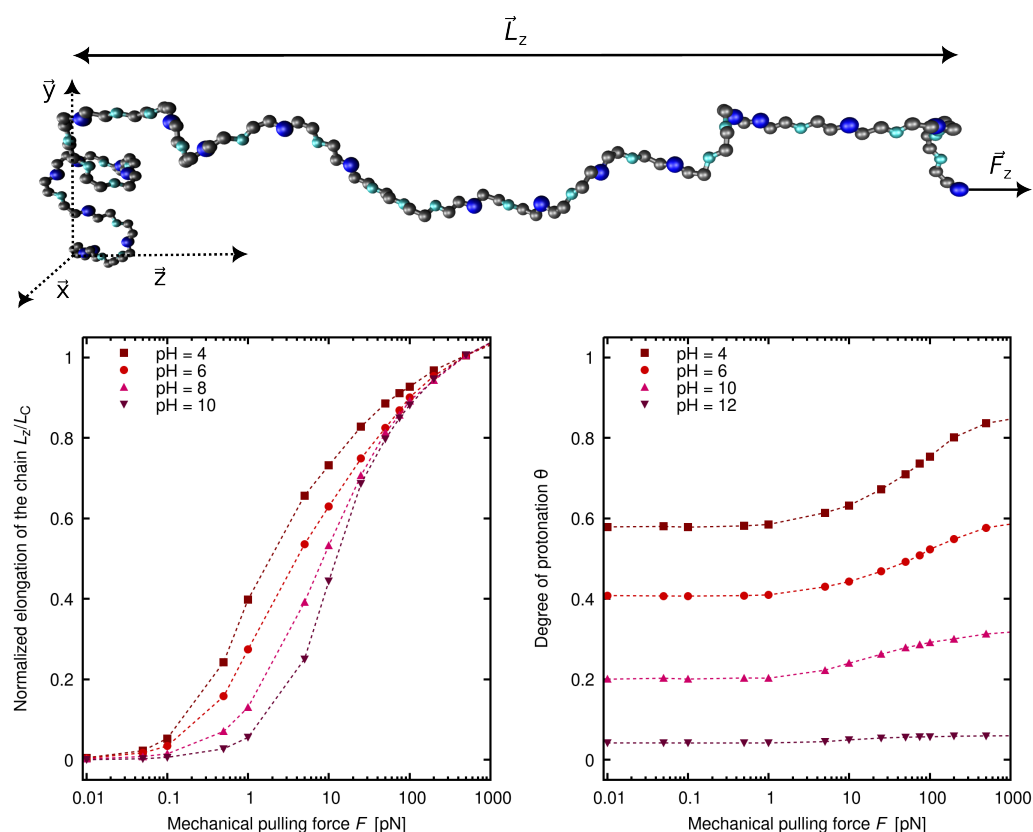 L⃗z
y⃗
F⃗z
x⃗
z⃗
pH = 4
pH = 6
pH = 8
pH = 10
Normalized elongation of the chain Lz/LC
1
0.8
0.6
0.4
0.2
0
0.01
0.1
1
10
100
1000
Mechanical pulling force F [pN]
pH = 4
pH = 6
pH = 10
pH = 12
Degree of protonation θ
1
0.8
0.6
0.4
0.2
0
0.01
0.1
1
10
100
1000
Mechanical pulling force F [pN]